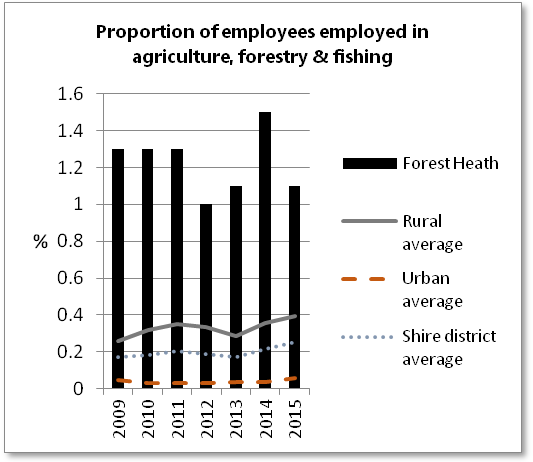 Proportion of employees employed in
agriculture, forestry & fishing
1.6
1.4
1.2
1
0.8
0.6
0.4
0.2
0
%
2009
2010
2011
2012
2013
2014
2015
Forest Heath
Rural
average
Urban
average
Shire district
average